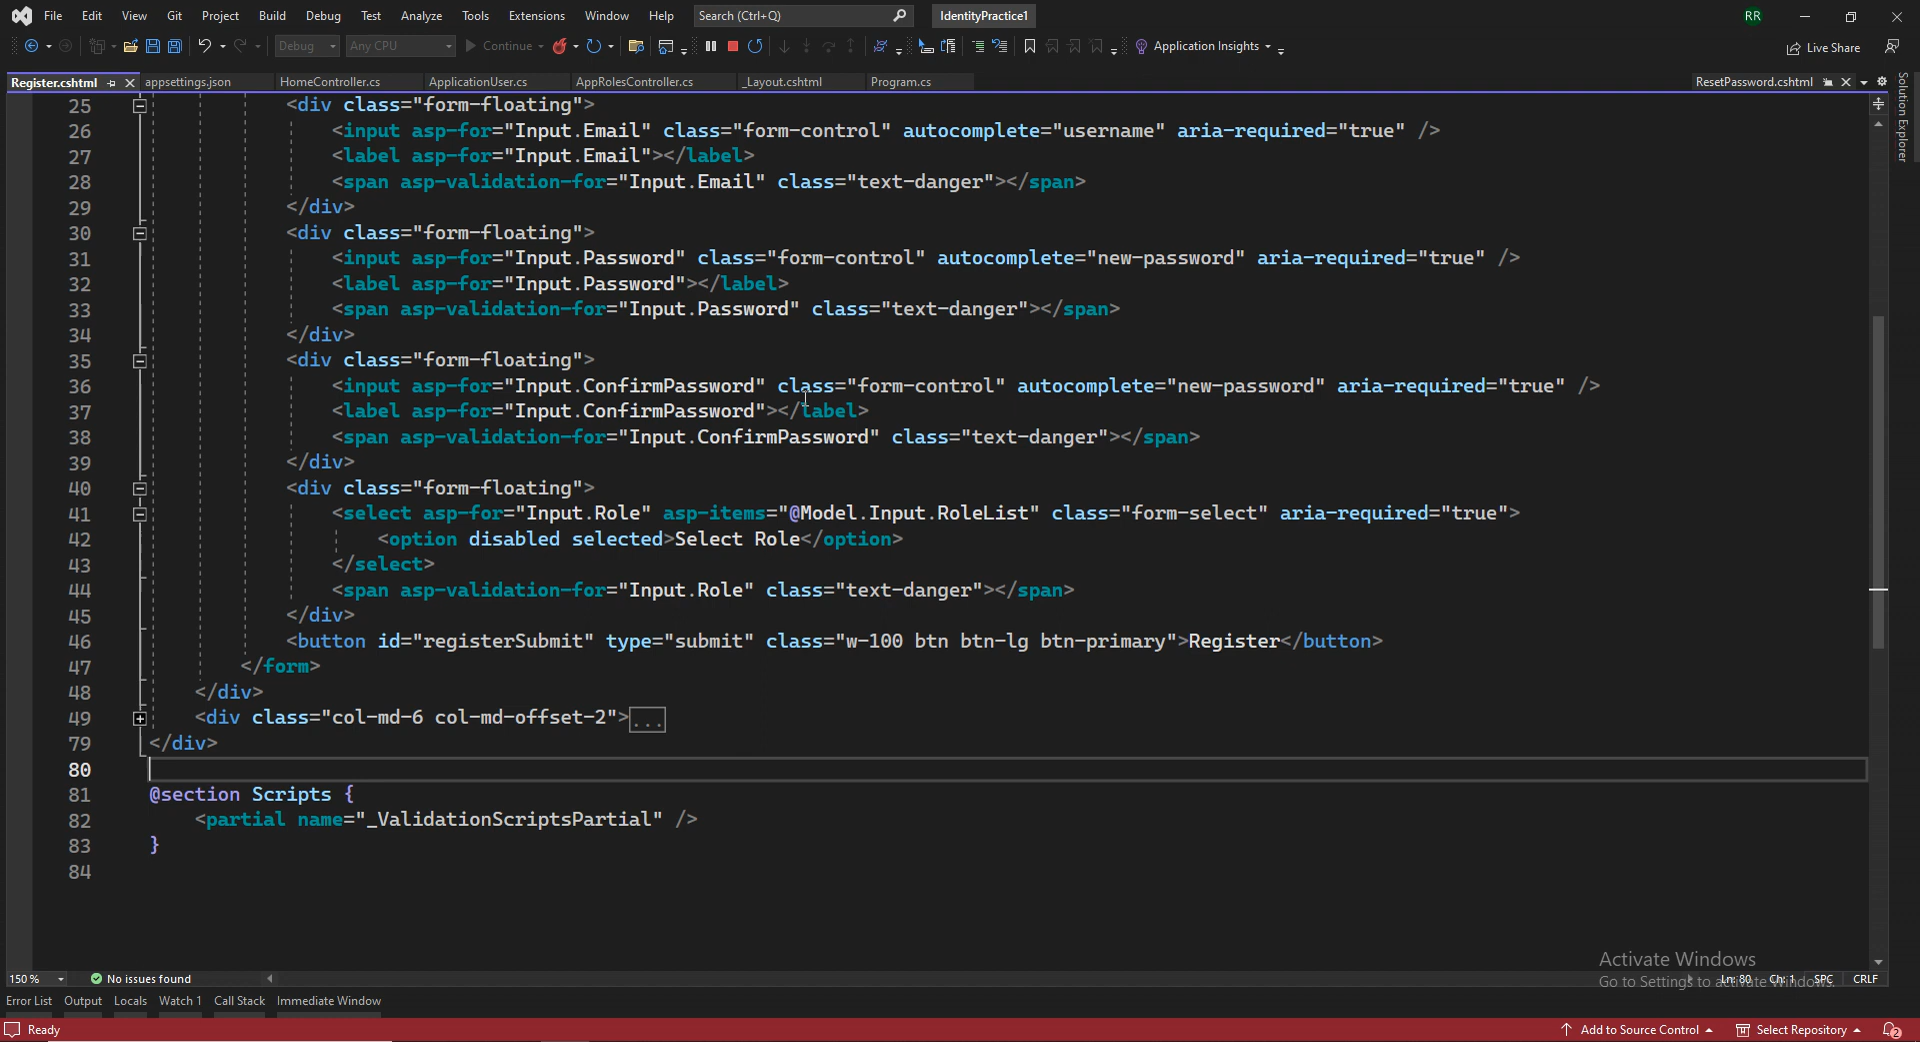 File Edit View Git Project Build Debug Test Analyze Tools Extensions Window Help Search (Ctrl+Q) IdentityPractice1 RR
Debug Any CPU Continue Application Insights Live Share
Register.cshtml appsettings.json HomeController.cs ApplicationUser.cs AppRolesController.cs _Layout.cshtml Program.cs ResetPassword.cshtml
Solution Explorer
25 <div class="form-floating">
26 <input asp-for="Input.Email" class="form-control" autocomplete="username" aria-required="true" />
27 <label asp-for="Input.Email"></label>
28 <span asp-validation-for="Input.Email" class="text-danger"></span>
29 </div>
30 <div class="form-floating">
31 <input asp-for="Input.Password" class="form-control" autocomplete="new-password" aria-required="true" />
32 <label asp-for="Input.Password"></label>
33 <span asp-validation-for="Input.Password" class="text-danger"></span>
34 </div>
35 <div class="form-floating">
36 <input asp-for="Input.ConfirmPassword" class="form-control" autocomplete="new-password" aria-required="true" />
37 <label asp-for="Input.ConfirmPassword"></label>
38 <span asp-validation-for="Input.ConfirmPassword" class="text-danger"></span>
39 </div>
40 <div class="form-floating">
41 <select asp-for="Input.Role" asp-items="@Model.Input.RoleList" class="form-select" aria-required="true">
42 <option disabled selected>Select Role</option>
43 </select>
44 <span asp-validation-for="Input.Role" class="text-danger"></span>
45 </div>
46 <button id="registerSubmit" type="submit" class="w-100 btn btn-lg btn-primary">Register</button>
47 </form>
48 </div>
49 <div class="col-md-6 col-md-offset-2">...
79 </div>
80
81 @section Scripts {
82 <partial name="_ValidationScriptsPartial" />
83 }
84
Activate Windows
Go to Settings to activate Windows.
150 % No issues found Ln: 80 Ch: 1 SPC CRLF
Error List Output Locals Watch 1 Call Stack Immediate Window
Ready Add to Source Control Select Repository 2